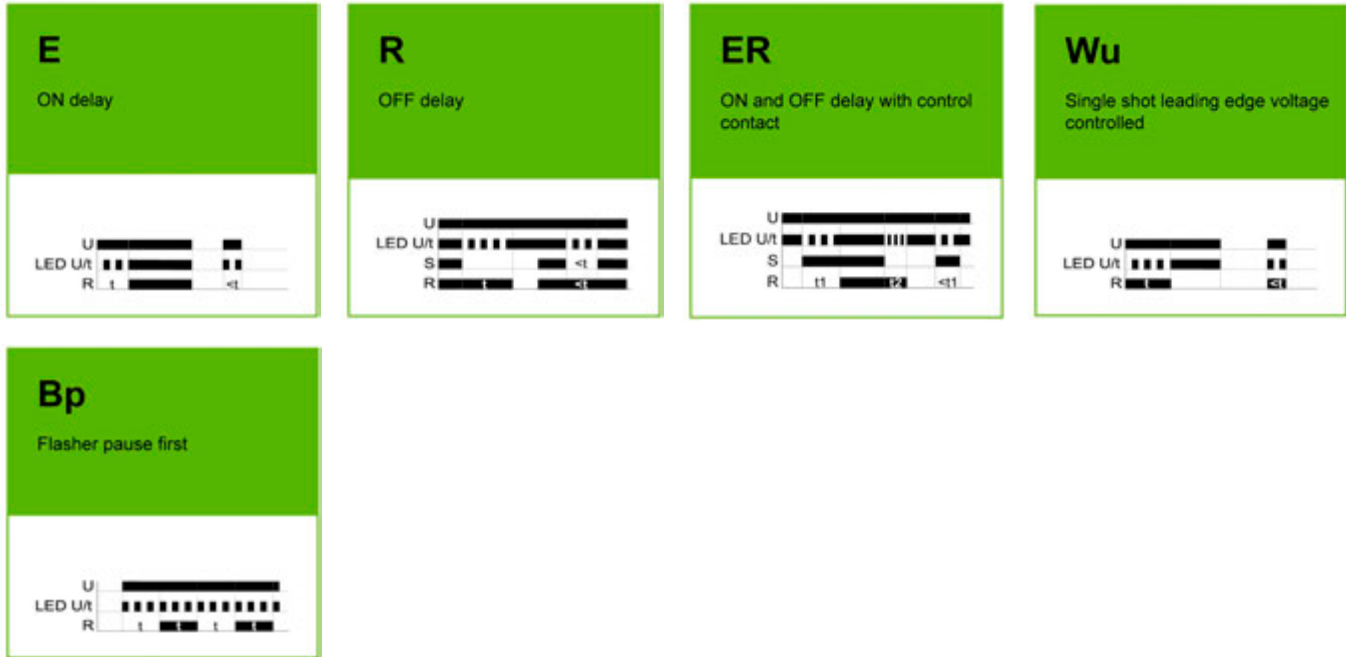 E
ON delay
U
LED U/t
R t <t
R
OFF delay
U
LED U/t
S <t
R t <t
ER
ON and OFF delay with control
contact
U
LED U/t
S
R t1 t2 <t1
Wu
Single shot leading edge voltage
controlled
U
LED U/t
R t <t
Bp
Flasher pause first
U
LED U/t
R t t t t